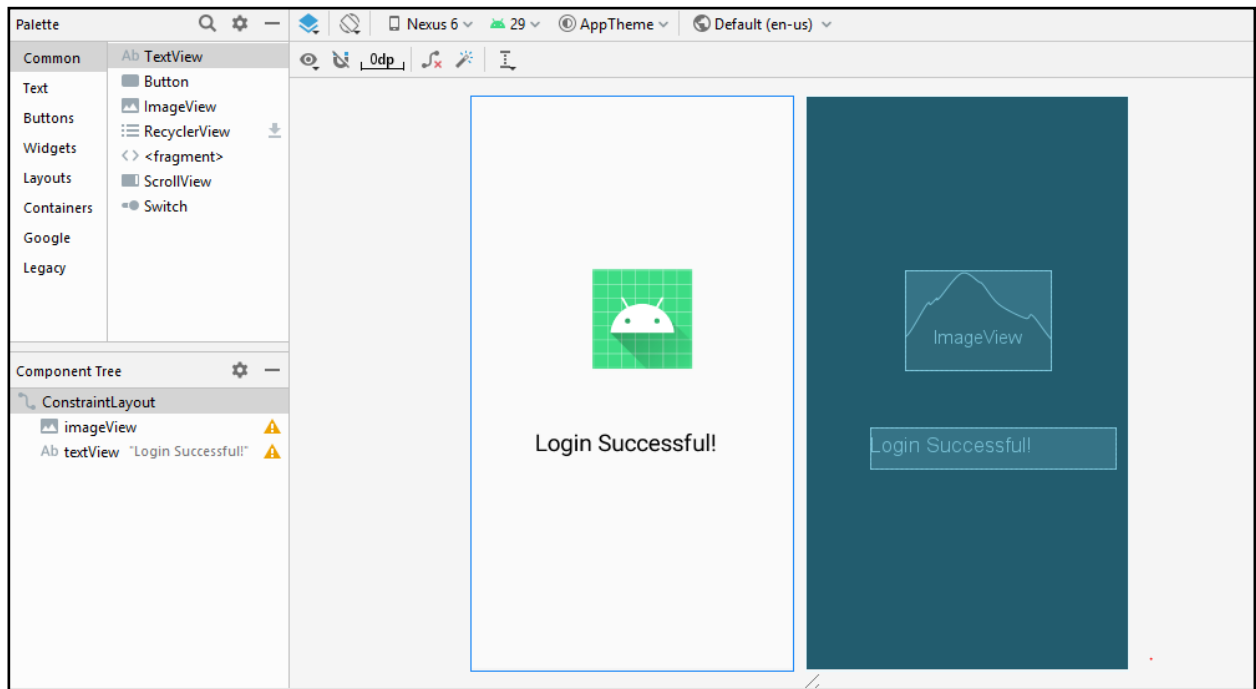 Palette
Nexus 6
29
AppTheme
Default (en-us)
Common
Text
Buttons
Widgets
Layouts
Containers
Google
Legacy
Ab TextView
Button
ImageView
RecyclerView
<fragment>
ScrollView
Switch
0dp
Component Tree
ConstraintLayout
imageView
Ab textView "Login Successful!"
Login Successful!
ImageView
Login Successful!